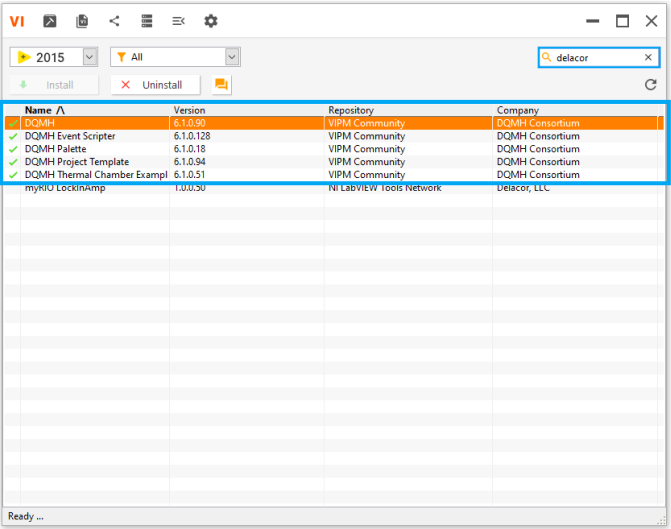 VI
2015 All delacor
Install Uninstall
Name Version Repository Company
DQMH 6.1.0.90 VIPM Community DQMH Consortium
DQMH Event Scripter 6.1.0.128 VIPM Community DQMH Consortium
DQMH Palette 6.1.0.18 VIPM Community DQMH Consortium
DQMH Project Template 6.1.0.94 VIPM Community DQMH Consortium
DQMH Thermal Chamber Exampl 6.1.0.51 VIPM Community DQMH Consortium
myRIO LockInAmp 1.0.0.50 NI LabVIEW Tools Network Delacor, LLC
Ready ...